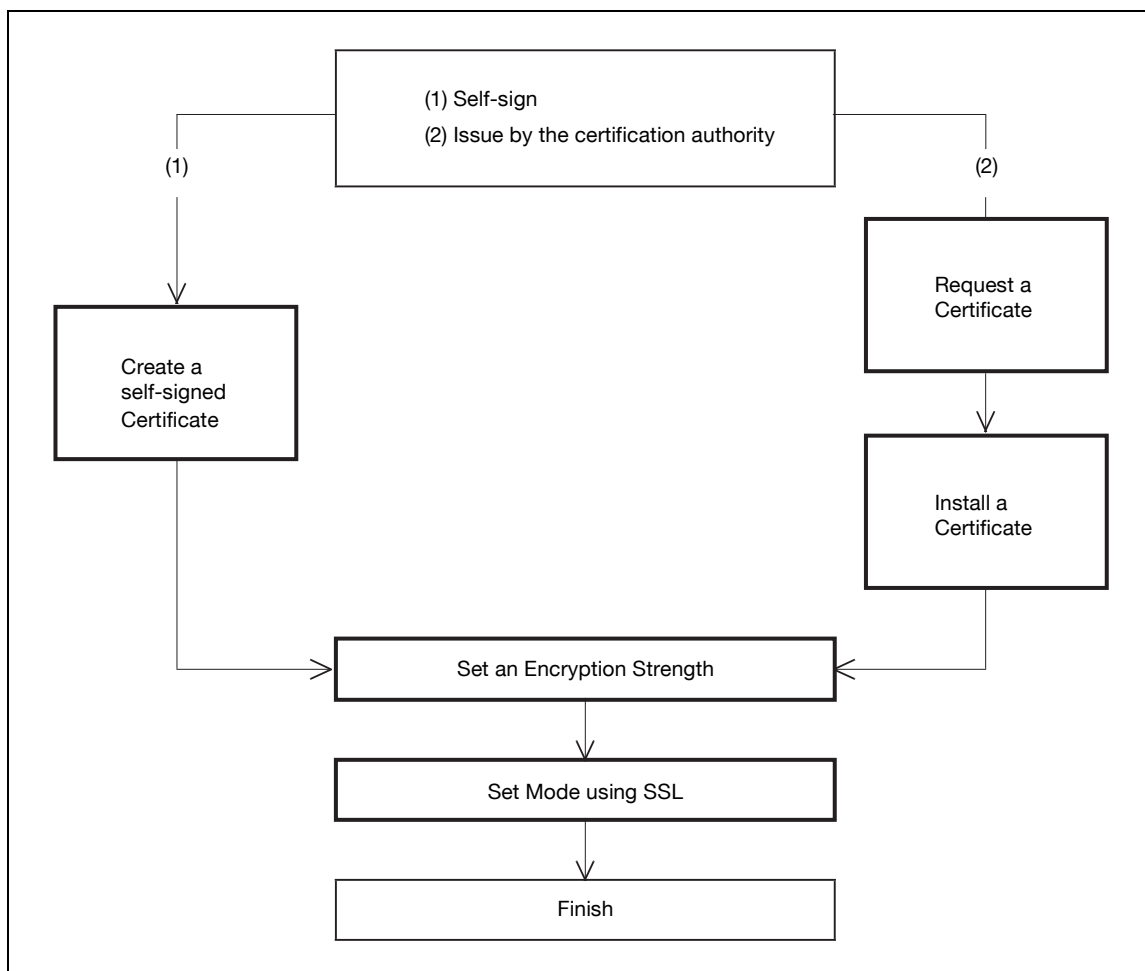 (1) Self-sign
(2) Issue by the certification authority
(1)
(2)
Request a
Certificate
Create a
self-signed
Certificate
Install a
Certificate
Set an Encryption Strength
Set Mode using SSL
Finish